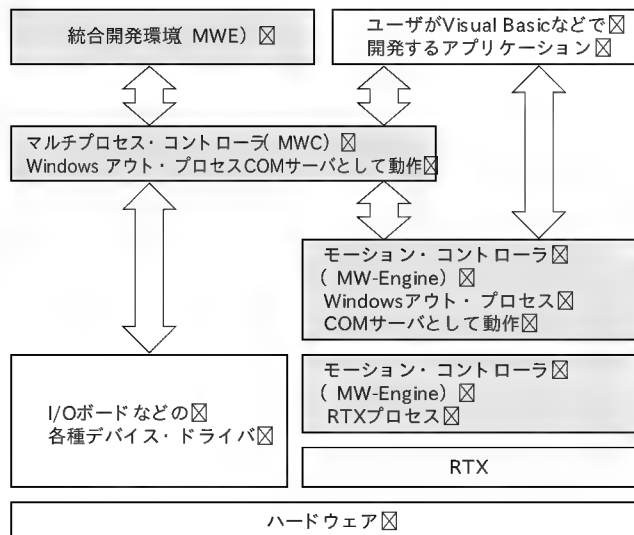 統合開発環境(MWE)
ユーザがVisual Basicなどで
開発するアプリケーション
マルチプロセス・コントローラ(MWC)
Windows アウト・プロセスCOMサーバとして動作
モーション・コントローラ
(MW-Engine)
Windowsアウト・プロセス
COMサーバとして動作
I/Oボードなどの
各種デバイス・ドライバ
モーション・コントローラ
(MW-Engine)
RTXプロセス
RTX
ハードウェア